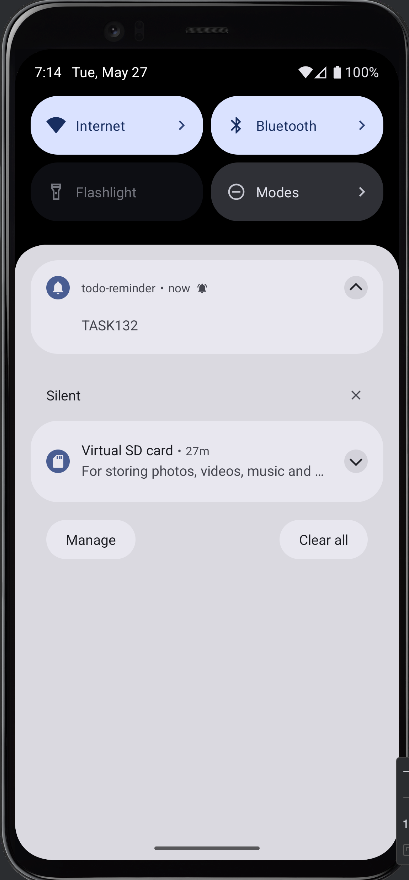 7:14 Tue, May 27 100%
Internet Bluetooth
Flashlight Modes
todo-reminder • now
TASK132
Silent
Virtual SD card • 27m
For storing photos, videos, music and …
Manage Clear all
1